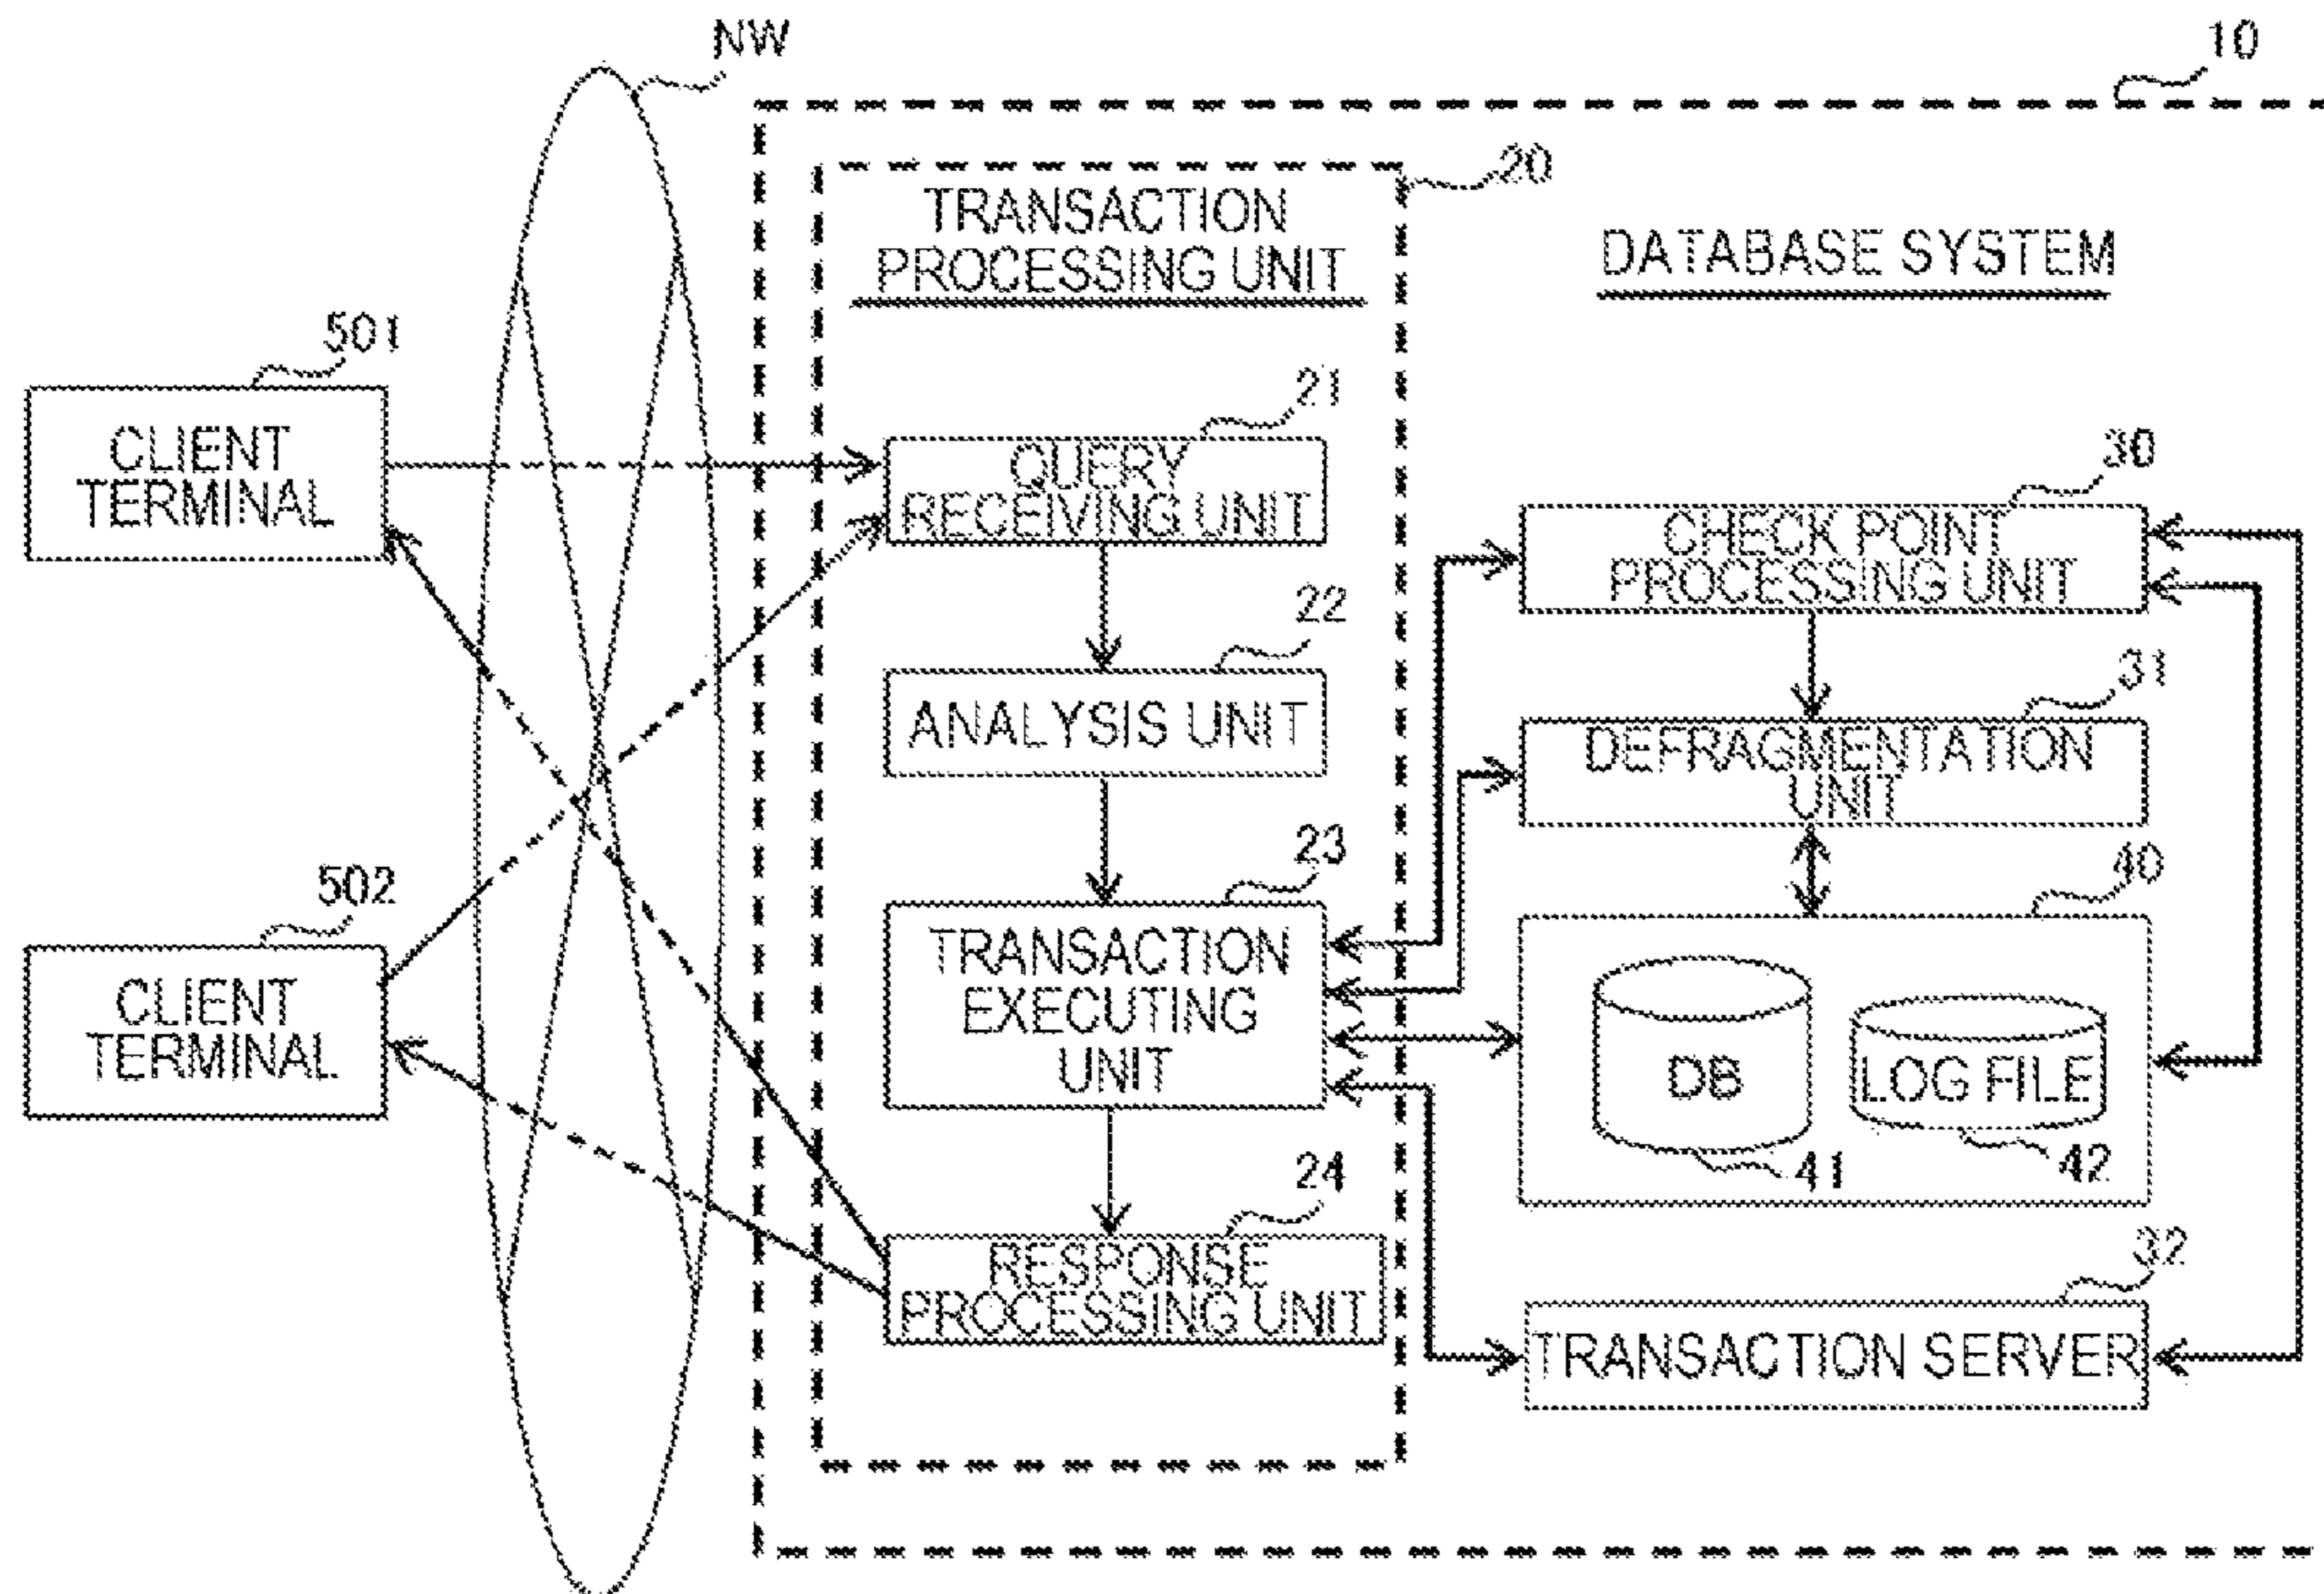 NW
10
20
TRANSACTION
PROCESSING UNIT
DATABASE SYSTEM
501
CLIENT
TERMINAL
21
QUERY
RECEIVING UNIT
30
CHECK POINT
PROCESSING UNIT
22
ANALYSIS UNIT
31
DEFRAGMENTATION
UNIT
502
CLIENT
TERMINAL
23
TRANSACTION
EXECUTING
UNIT
40
DB
LOG FILE
41
42
24
RESPONSE
PROCESSING UNIT
32
TRANSACTION SERVER